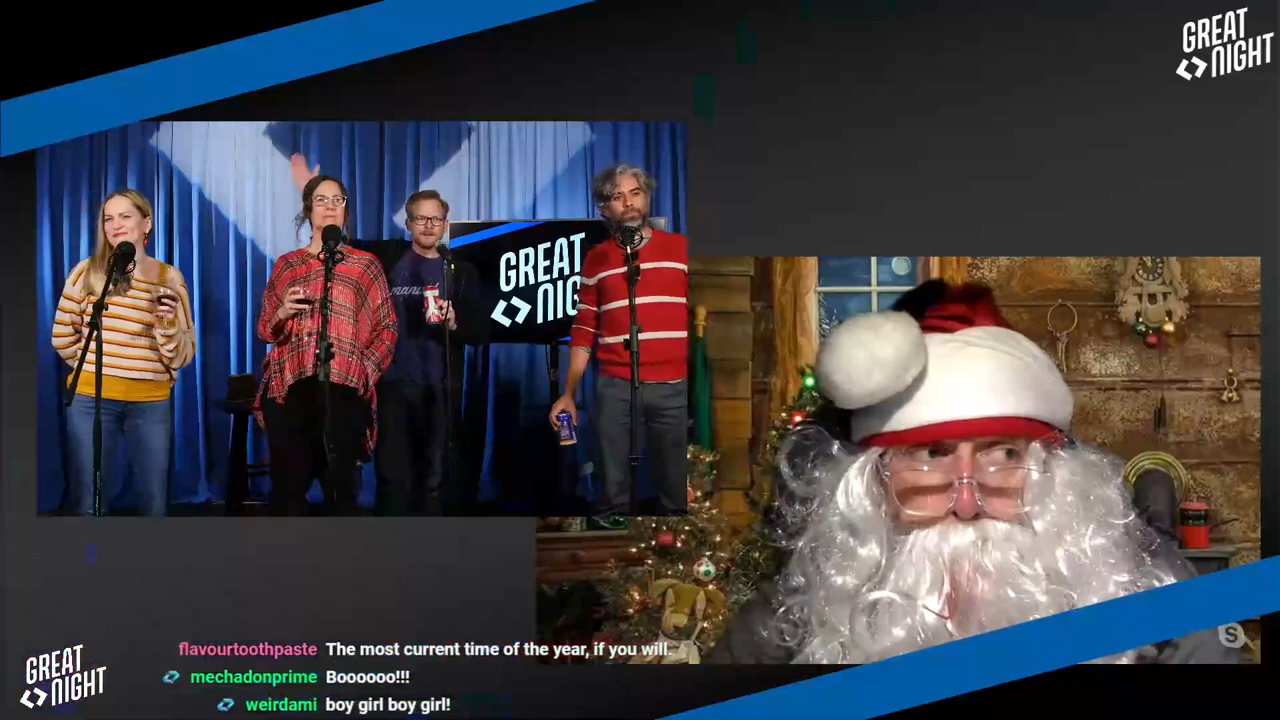 GREAT
NIGHT
GREAT
NIG
GREAT
NIGHT
flavourtoothpaste The most current time of the year, if you will.
mechadonprime Boooooo!!!
weirdami boy girl boy girl!